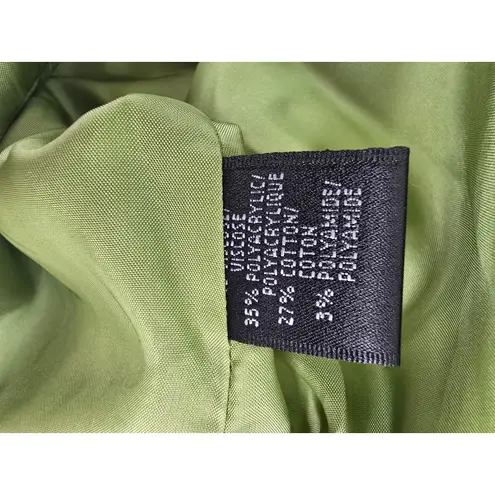 VISCOSE
35% POLYACRYLIC/
POLYACRYLIQUE
27% COTTON/
COTON
3% POLYAMIDE/
POLYAMIDE